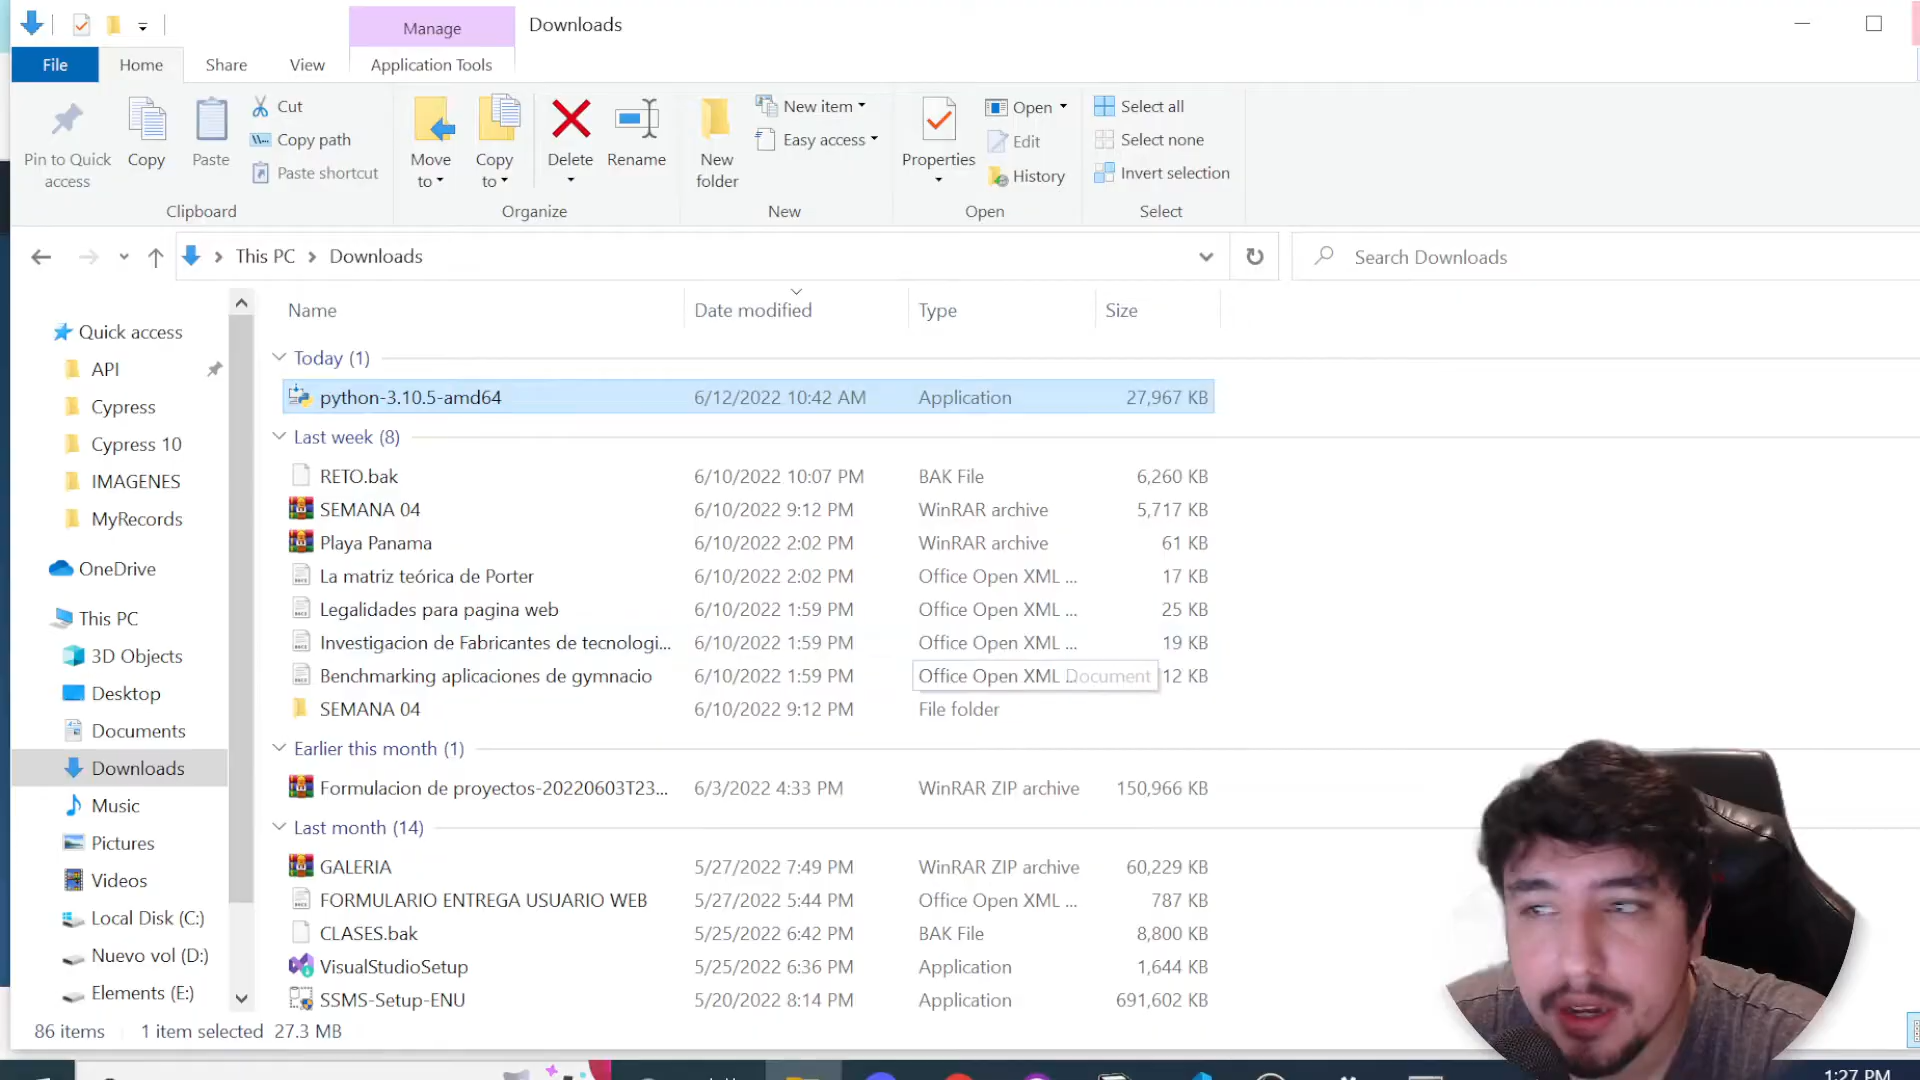 Manage
Downloads
File
Home
Share
View
Application Tools
Pin to Quick
access
Copy
Paste
Cut
Copy path
Paste shortcut
Clipboard
Move
to
Copy
to
Delete
Rename
Organize
New
folder
New item
Easy access
New
Properties
Open
Edit
History
Open
Select all
Select none
Invert selection
Select
This PC
Downloads
Search Downloads
Name
Date modified
Type
Size
Quick access
API
Cypress
Cypress 10
IMAGENES
MyRecords
OneDrive
This PC
3D Objects
Desktop
Documents
Downloads
Music
Pictures
Videos
Local Disk (C:)
Nuevo vol (D:)
Elements (E:)
Today (1)
python-3.10.5-amd64 6/12/2022 10:42 AM Application 27,967 KB
Last week (8)
RETO.bak 6/10/2022 10:07 PM BAK File 6,260 KB
SEMANA 04 6/10/2022 9:12 PM WinRAR archive 5,717 KB
Playa Panama 6/10/2022 2:02 PM WinRAR archive 61 KB
La matriz teórica de Porter 6/10/2022 2:02 PM Office Open XML ... 17 KB
Legalidades para pagina web 6/10/2022 1:59 PM Office Open XML ... 25 KB
Investigacion de Fabricantes de tecnologi... 6/10/2022 1:59 PM Office Open XML ... 19 KB
Benchmarking aplicaciones de gymnacio 6/10/2022 1:59 PM Office Open XML Document 12 KB
SEMANA 04 6/10/2022 9:12 PM File folder
Earlier this month (1)
Formulacion de proyectos-20220603T23... 6/3/2022 4:33 PM WinRAR ZIP archive 150,966 KB
Last month (14)
GALERIA 5/27/2022 7:49 PM WinRAR ZIP archive 60,229 KB
FORMULARIO ENTREGA USUARIO WEB 5/27/2022 5:44 PM Office Open XML ... 787 KB
CLASES.bak 5/25/2022 6:42 PM BAK File 8,800 KB
VisualStudioSetup 5/25/2022 6:36 PM Application 1,644 KB
SSMS-Setup-ENU 5/20/2022 8:14 PM Application 691,602 KB
86 items 1 item selected 27.3 MB
1:27 PM